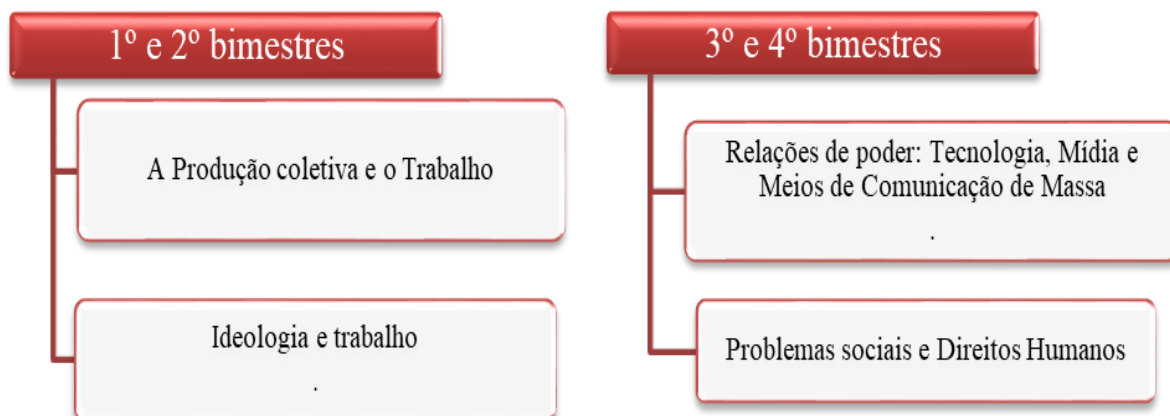 1º e 2º bimestres
A Produção coletiva e o Trabalho
Ideologia e trabalho
.
3º e 4º bimestres
Relações de poder: Tecnologia, Mídia e
Meios de Comunicação de Massa
.
Problemas sociais e Direitos Humanos